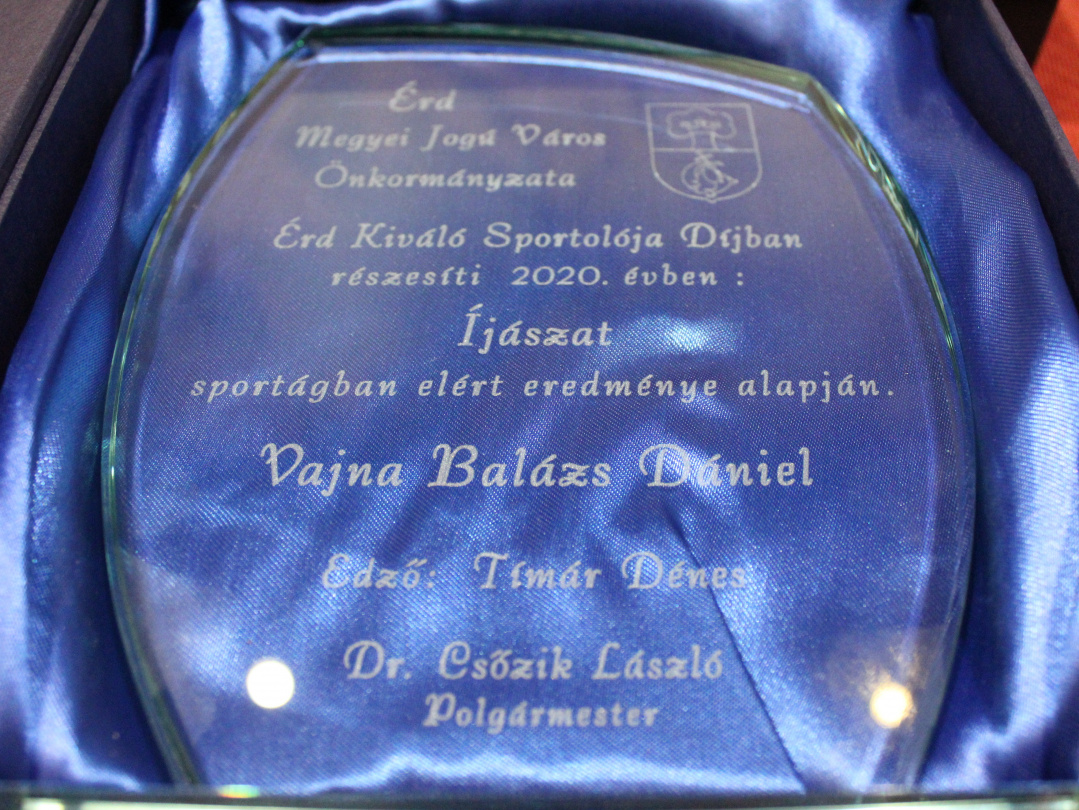 Érd
Megyei Jogú Város
Önkormányzata
Érd Kiváló Sportolója Díjban
részesíti 2020. évben :
Íjászat
sportágban elért eredménye alapján.
Vajna Balázs Dániel
Edző: Tímár Dénes
Dr. Csőzik László
Polgármester